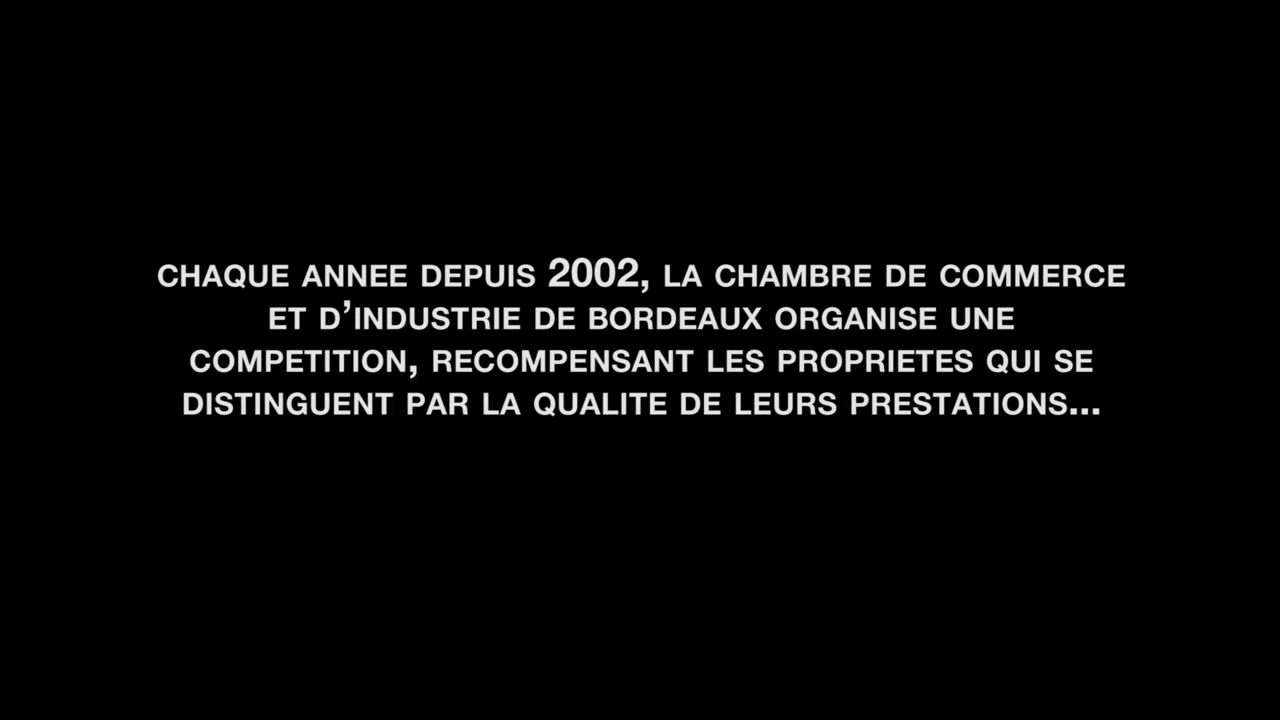 CHAQUE ANNEE DEPUIS 2002, LA CHAMBRE DE COMMERCE
ET D’INDUSTRIE DE BORDEAUX ORGANISE UNE
COMPETITION, RECOMPENSANT LES PROPRIETES QUI SE
DISTINGUENT PAR LA QUALITE DE LEURS PRESTATIONS...